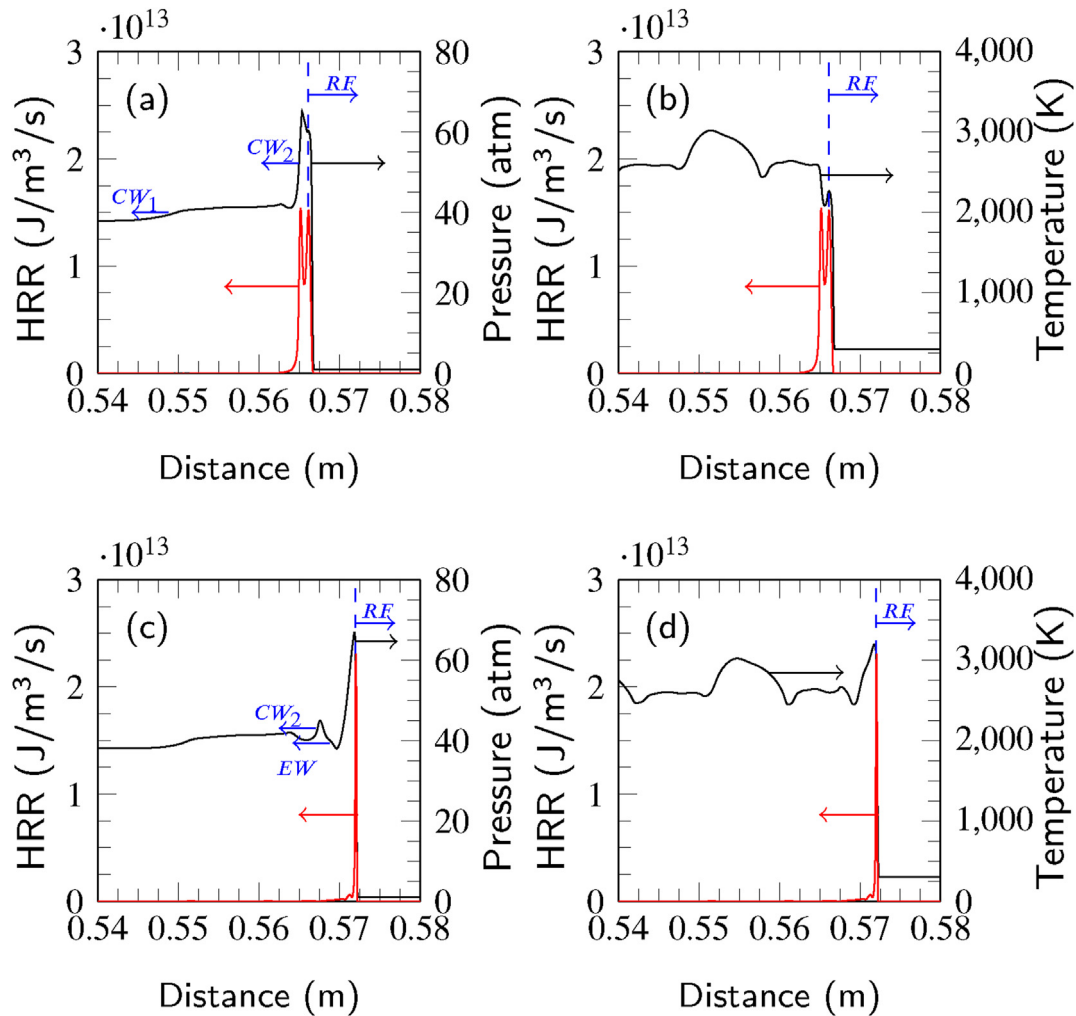 ·10¹³
3
2
1
0
HRR (J/m³/s)
(a)
CW₁
CW₂
RF
80
60
40
20
0
Pressure (atm)
0.54 0.55 0.56 0.57 0.58
Distance (m)
·10¹³
3
2
1
0
HRR (J/m³/s)
(b)
RF
4,000
3,000
2,000
1,000
0
Temperature (K)
0.54 0.55 0.56 0.57 0.58
Distance (m)
·10¹³
3
2
1
0
HRR (J/m³/s)
(c)
RF
CW₂
EW
80
60
40
20
0
Pressure (atm)
0.54 0.55 0.56 0.57 0.58
Distance (m)
·10¹³
3
2
1
0
HRR (J/m³/s)
(d)
RF
4,000
3,000
2,000
1,000
0
Temperature (K)
0.54 0.55 0.56 0.57 0.58
Distance (m)